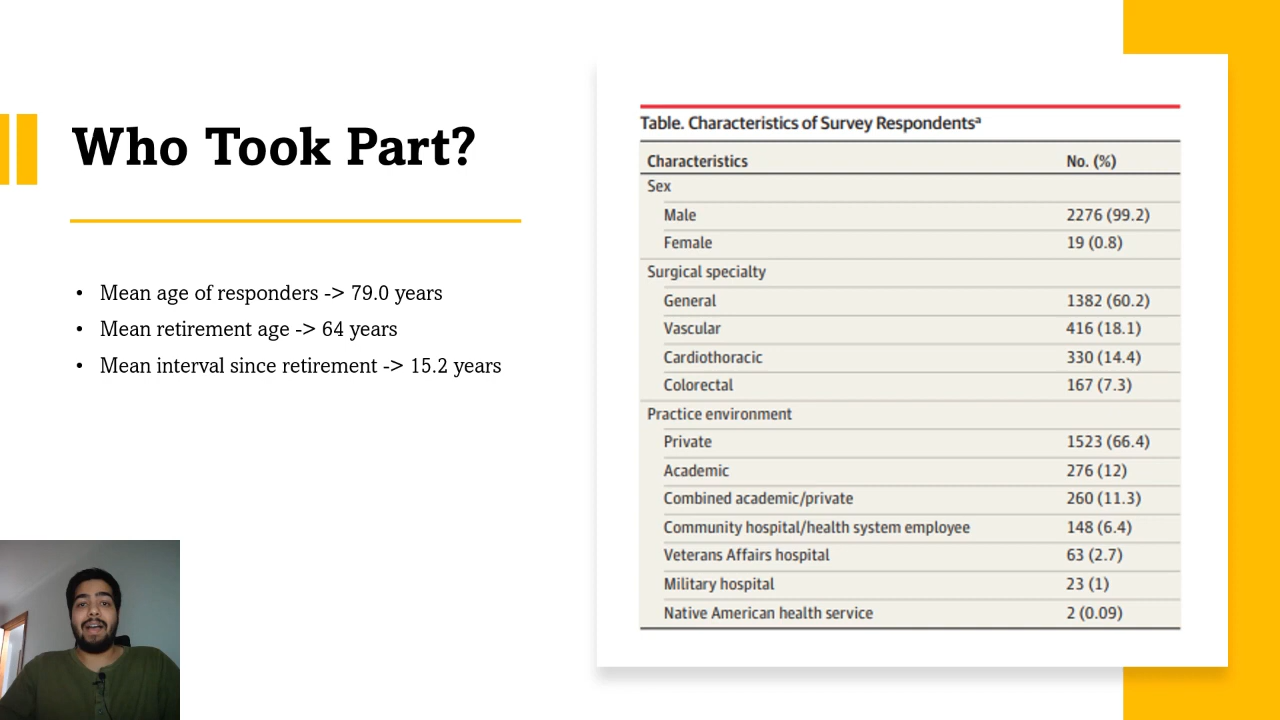 Who Took Part?
• Mean age of responders -> 79.0 years
• Mean retirement age -> 64 years
• Mean interval since retirement -> 15.2 years
Table. Characteristics of Survey Respondentsᵃ
Characteristics No. (%)
Sex
Male 2276 (99.2)
Female 19 (0.8)
Surgical specialty
General 1382 (60.2)
Vascular 416 (18.1)
Cardiothoracic 330 (14.4)
Colorectal 167 (7.3)
Practice environment
Private 1523 (66.4)
Academic 276 (12)
Combined academic/private 260 (11.3)
Community hospital/health system employee 148 (6.4)
Veterans Affairs hospital 63 (2.7)
Military hospital 23 (1)
Native American health service 2 (0.09)